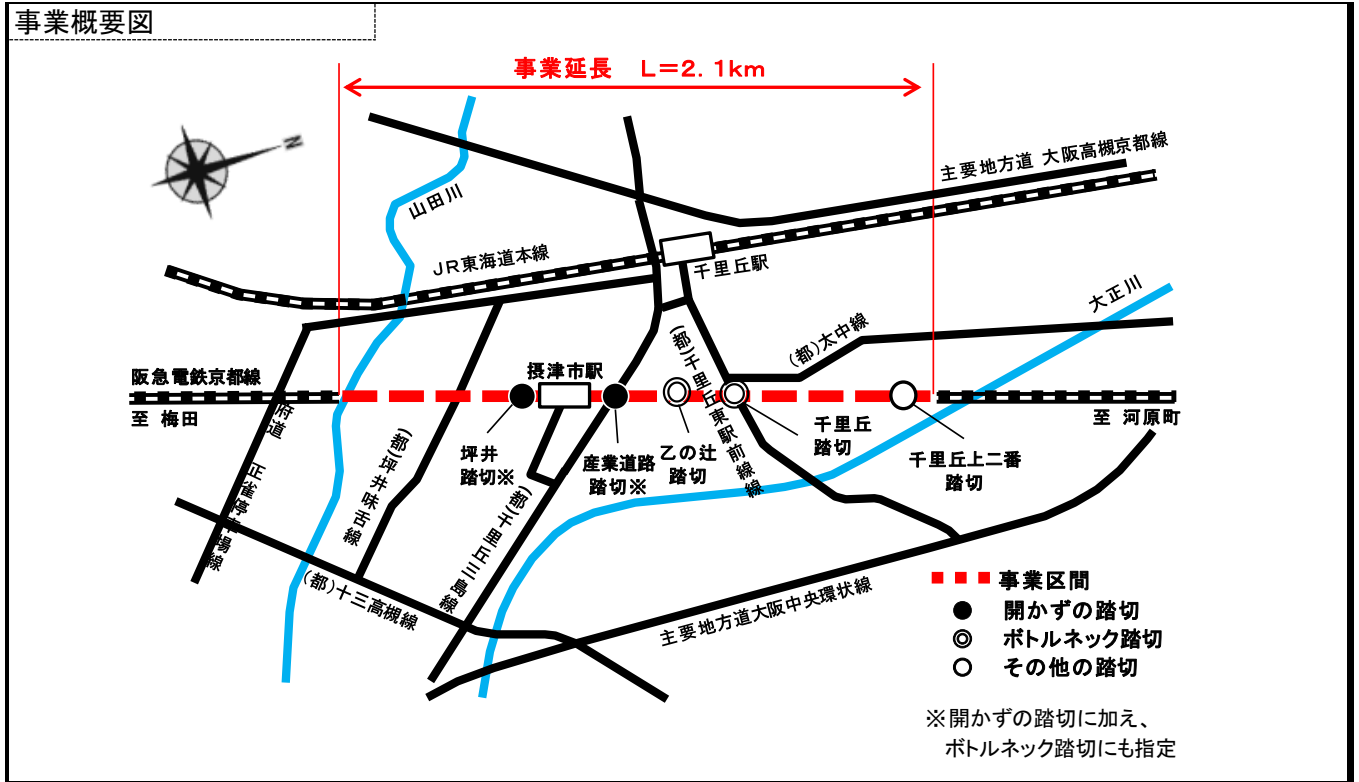 事業概要図
事業延長 L=2.1km
N
主要地方道 大阪高槻京都線
山田川
JR東海道本線
千里丘駅
大正川
(都)太中線
(都)千里丘東駅前線線
阪急電鉄京都線
至 梅田
摂津市駅
至 河原町
府道 正雀停車場線
(都)坪井味舌線
坪井
踏切※
産業道路
踏切※
乙の辻
踏切
千里丘
踏切
千里丘上二番
踏切
(都)千里丘三島線
(都)十三高槻線
主要地方道大阪中央環状線
事業区間
開かずの踏切
ボトルネック踏切
その他の踏切
※開かずの踏切に加え、
ボトルネック踏切にも指定